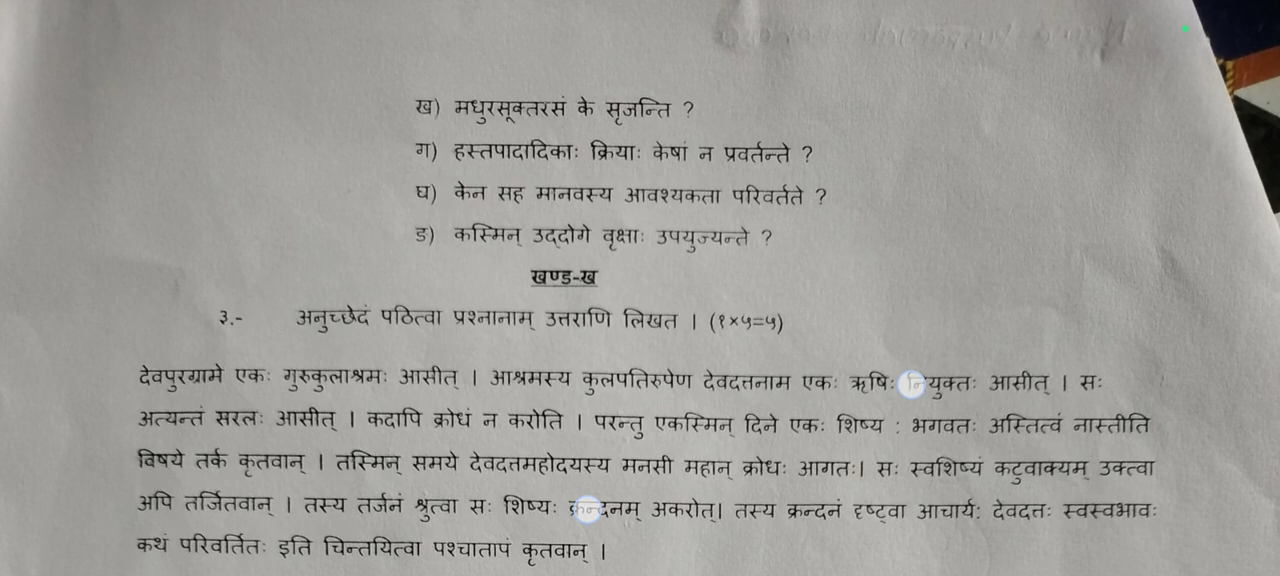 ख) मधुरसूक्तरसं के सृजन्ति ?
ग) हस्तपादादिकाः क्रियाः केषां न प्रवर्तन्ते ?
घ) केन सह मानवस्य आवश्यकता परिवर्तते ?
ड) कस्मिन् उद्दोगे वृक्षाः उपयुज्यन्ते ?
खण्ड-ख
३.- अनुच्छेदं पठित्वा प्रश्नानाम् उत्तराणि लिखत । (१×५=५)
देवपुरग्रामे एकः गुरुकुलाश्रमः आसीत् । आश्रमस्य कुलपतिरुपेण देवदत्तनाम एकः ऋषिः नियुक्तः आसीत् । सः
अत्यन्तं सरलः आसीत् । कदापि क्रोधं न करोति । परन्तु एकस्मिन् दिने एकः शिष्य : भगवतः अस्तित्वं नास्तीति
विषये तर्क कृतवान् । तस्मिन् समये देवदत्तमहोदयस्य मनसी महान् क्रोधः आगतः। सः स्वशिष्यं कटुवाक्यम् उक्त्वा
अपि तर्जितवान् । तस्य तर्जनं श्रुत्वा सः शिष्यः क्रन्दनम् अकरोत्। तस्य क्रन्दनं दृष्ट्वा आचार्य: देवदत्तः स्वस्वभावः
कथं परिवर्तितः इति चिन्तयित्वा पश्चातापं कृतवान् ।